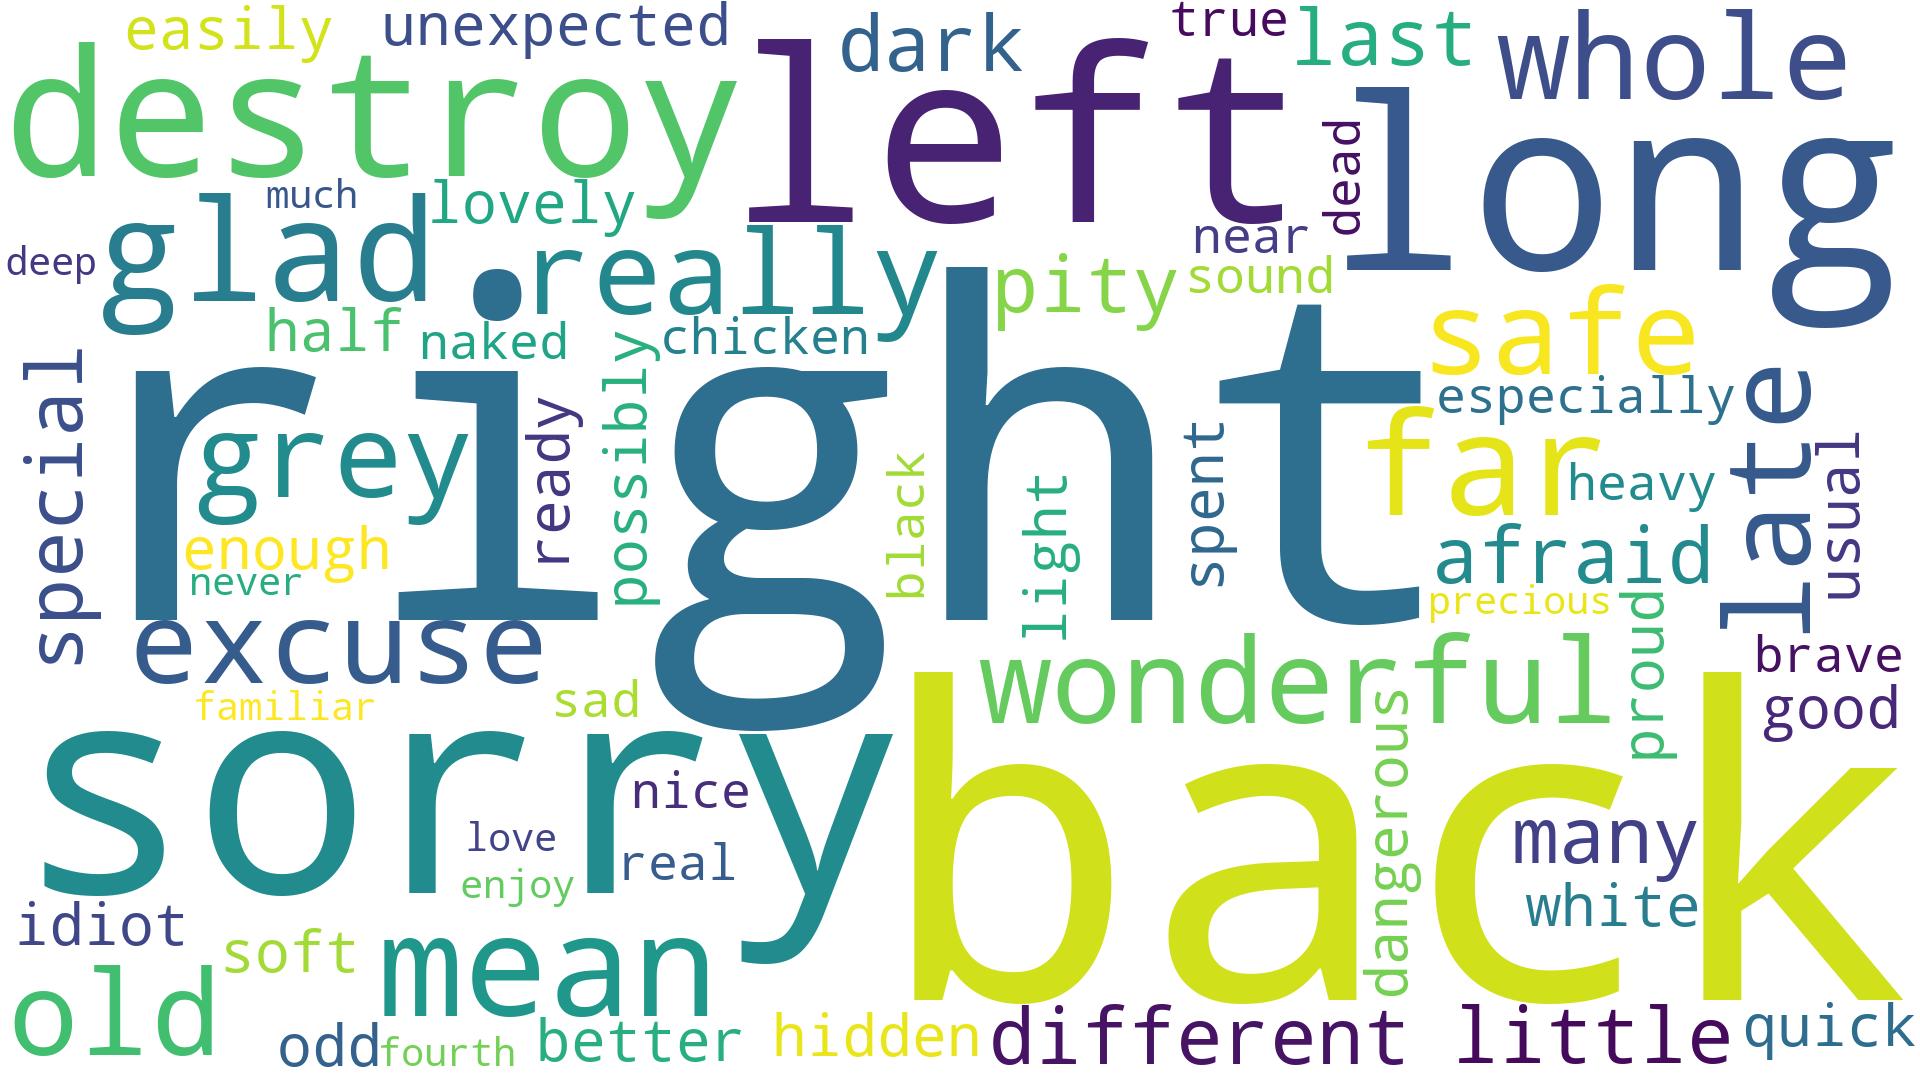 easily
unexpected
dark
true
last
whole
destroy
left
long
dead
much
lovely
glad
really
near
sound
pity
deep
half
naked
chicken
safe
right
special
grey
ready
possibly
black
light
spent
especially
far
heavy
late
usual
enough
never
afraid
precious
proud
excuse
wonderful
brave
good
familiar
sad
sorry
back
nice
love
real
enjoy
dangerous
many
white
idiot
soft
mean
old
odd
fourth
better
hidden
different
little
quick